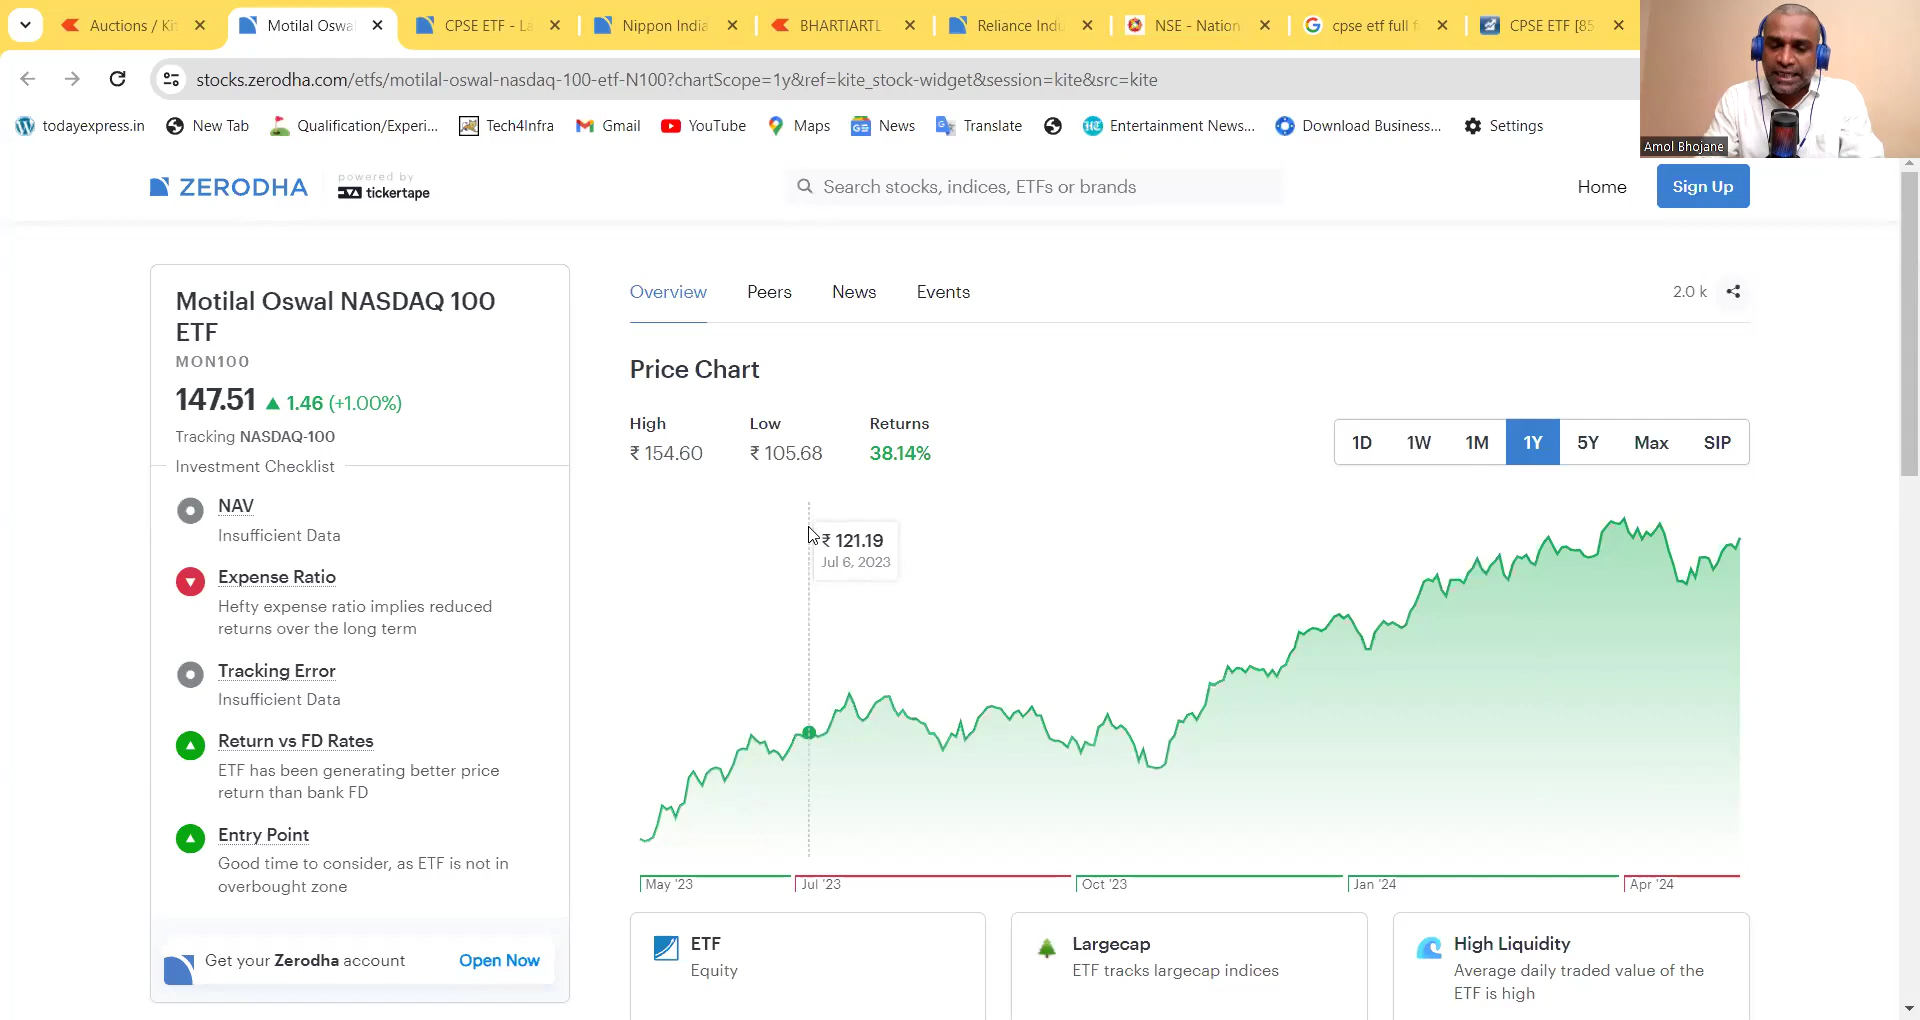 Auctions / Ki
Motilal Oswa
CPSE ETF - La
Nippon India
BHARTIARTL
Reliance Indu
NSE - Nation
cpse etf full f
CPSE ETF [85
stocks.zerodha.com/etfs/motilal-oswal-nasdaq-100-etf-N100?chartScope=1y&ref=kite_stock-widget&session=kite&src=kite
todayexpress.in
New Tab
Qualification/Experi...
Tech4Infra
Gmail
YouTube
Maps
News
Translate
Entertainment News...
Download Business...
Settings
Amol Bhojane
ZERODHA
powered by
tickertape
Search stocks, indices, ETFs or brands
Home
Sign Up
Motilal Oswal NASDAQ 100
ETF
MON100
147.51 ▲ 1.46 (+1.00%)
Tracking NASDAQ-100
Investment Checklist
NAV
Insufficient Data
Expense Ratio
Hefty expense ratio implies reduced
returns over the long term
Tracking Error
Insufficient Data
Return vs FD Rates
ETF has been generating better price
return than bank FD
Entry Point
Good time to consider, as ETF is not in
overbought zone
Get your Zerodha account
Open Now
Overview
Peers
News
Events
2.0 k
Price Chart
High
₹ 154.60
Low
₹ 105.68
Returns
38.14%
1D
1W
1M
1Y
5Y
Max
SIP
₹ 121.19
Jul 6, 2023
May '23
Jul '23
Oct '23
Jan '24
Apr '24
ETF
Equity
Largecap
ETF tracks largecap indices
High Liquidity
Average daily traded value of the
ETF is high